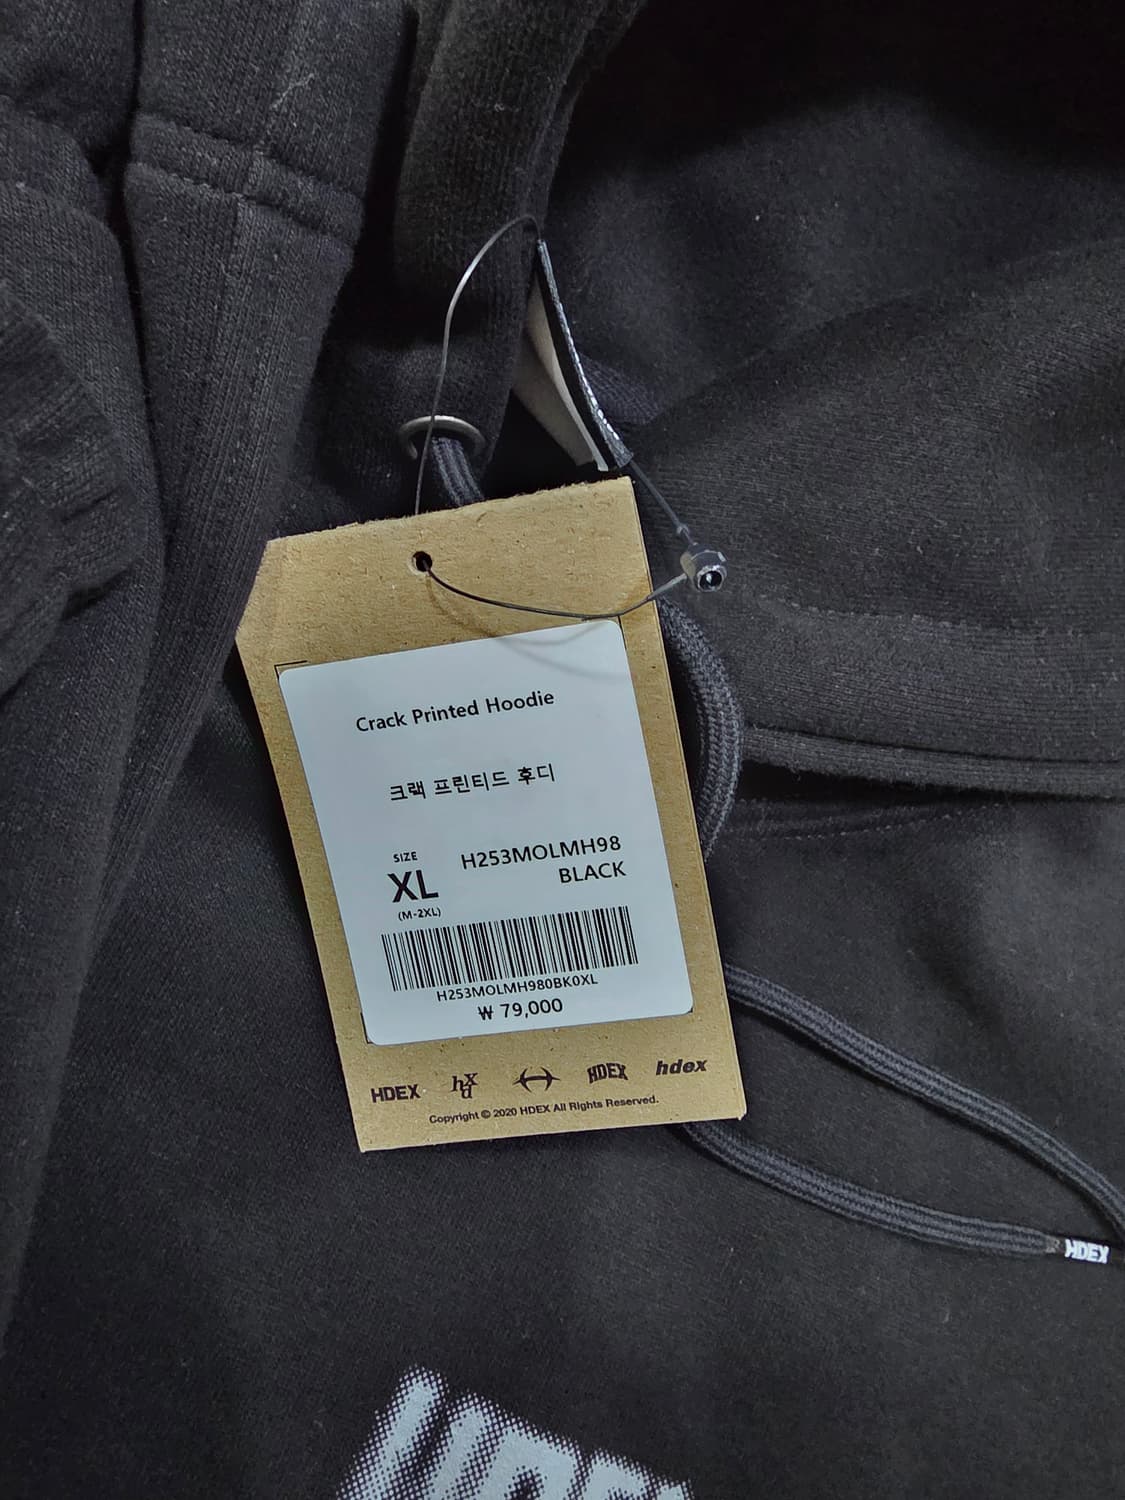 Crack Printed Hoodie
크랙 프린티드 후디
SIZE
XL
(M-2XL)
H253MOLMH98
BLACK
H253MOLMH980BK0XL
₩ 79,000
HDEX hxd HDEX hdex
Copyright © 2020 HDEX All Rights Reserved.
HDEX